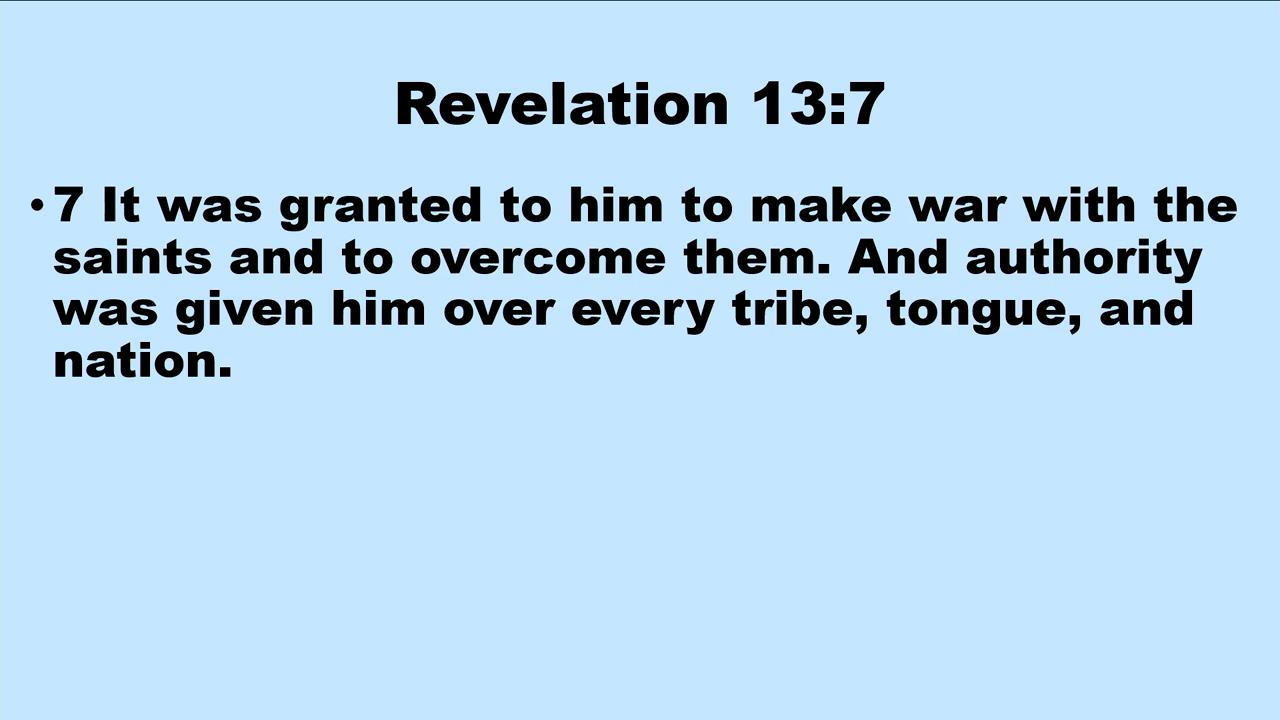 Revelation 13:7
• 7 It was granted to him to make war with the
saints and to overcome them. And authority
was given him over every tribe, tongue, and
nation.